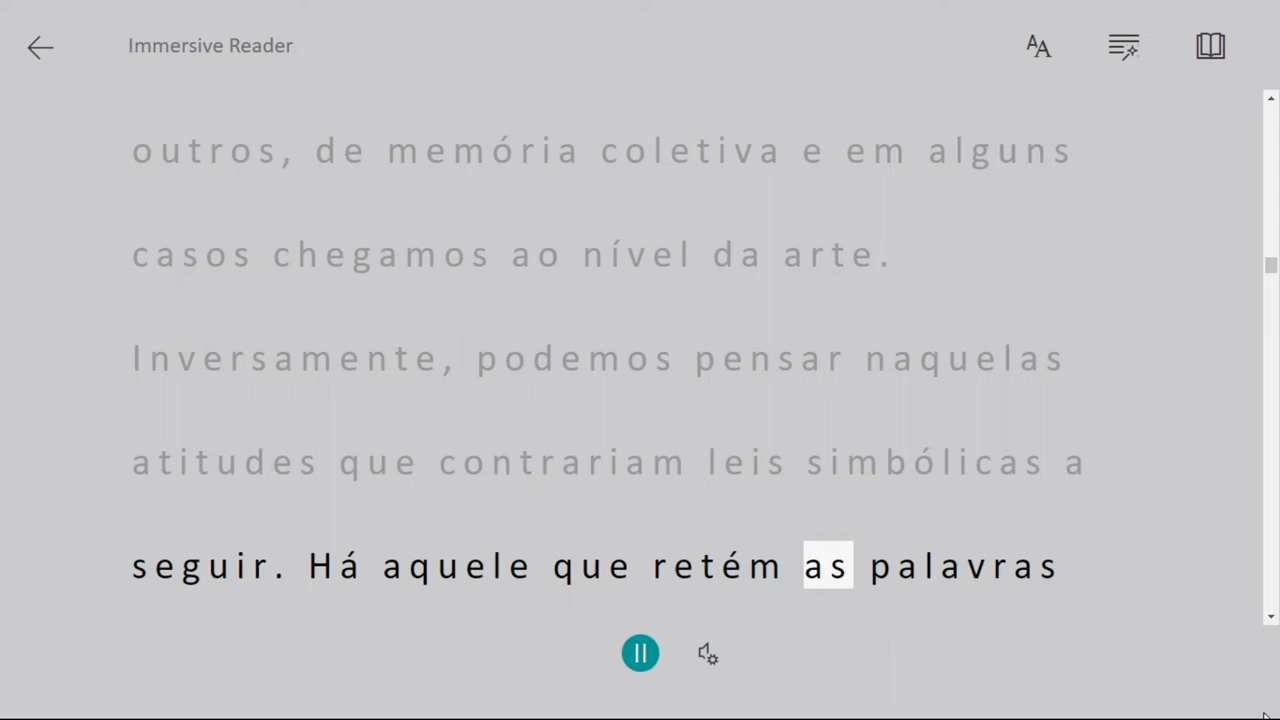 Immersive Reader
outros, de memória coletiva e em alguns
casos chegamos ao nível da arte.
Inversamente, podemos pensar naquelas
atitudes que contrariam leis simbólicas a
seguir. Há aquele que retém as palavras